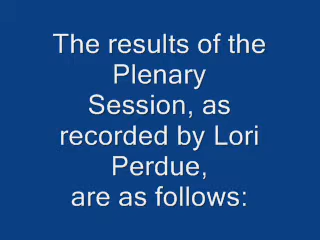 The results of the
Plenary
Session, as
recorded by Lori
Perdue,
are as follows: